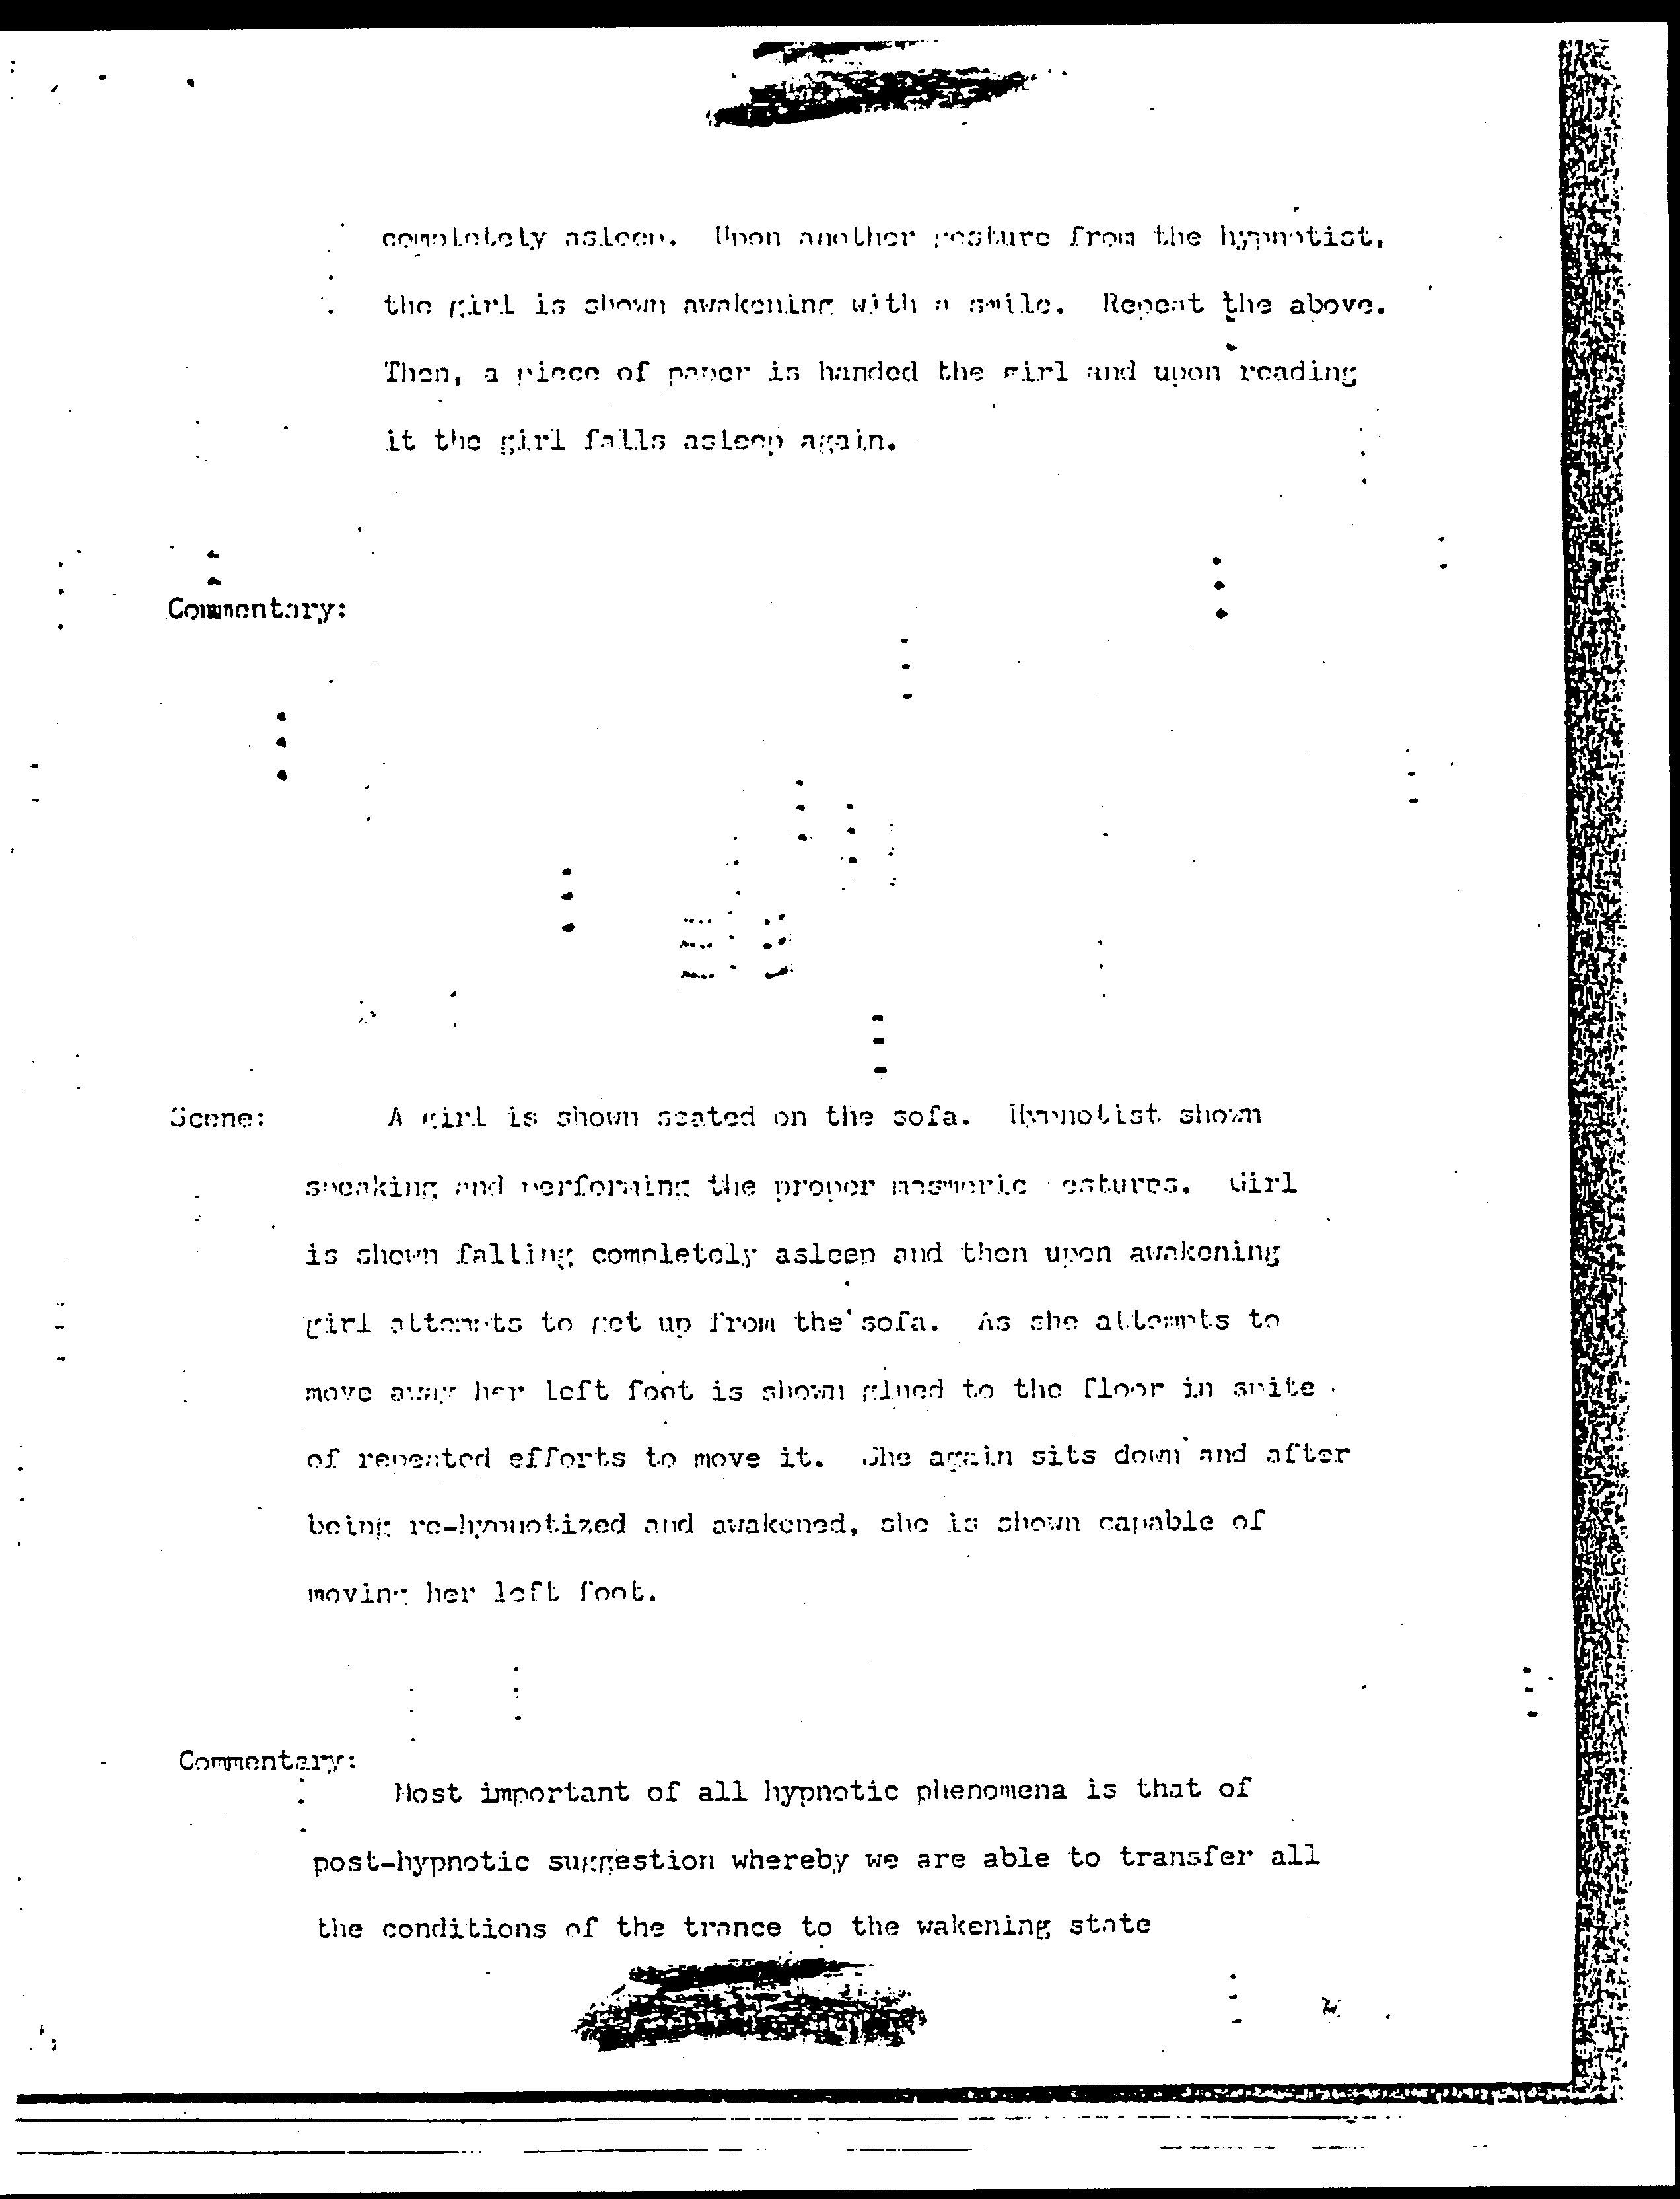 completely asleep. Upon another gesture from the hypnotist,
the girl is shown awakening with a smile. Repeat the above.
Then, a piece of paper is handed the girl and upon reading
it the girl falls asleep again.
Commentary:
Scene: A girl is shown seated on the sofa. Hypnotist shown
speaking and performing the proper mesmeric gestures. Girl
is shown falling completely asleep and then upon awakening
girl attempts to get up from the sofa. As she attempts to
move away her left foot is shown glued to the floor in spite
of repeated efforts to move it. She again sits down and after
being re-hypnotized and awakened, she is shown capable of
moving her left foot.
Commentary:
Most important of all hypnotic phenomena is that of
post-hypnotic suggestion whereby we are able to transfer all
the conditions of the trance to the wakening state